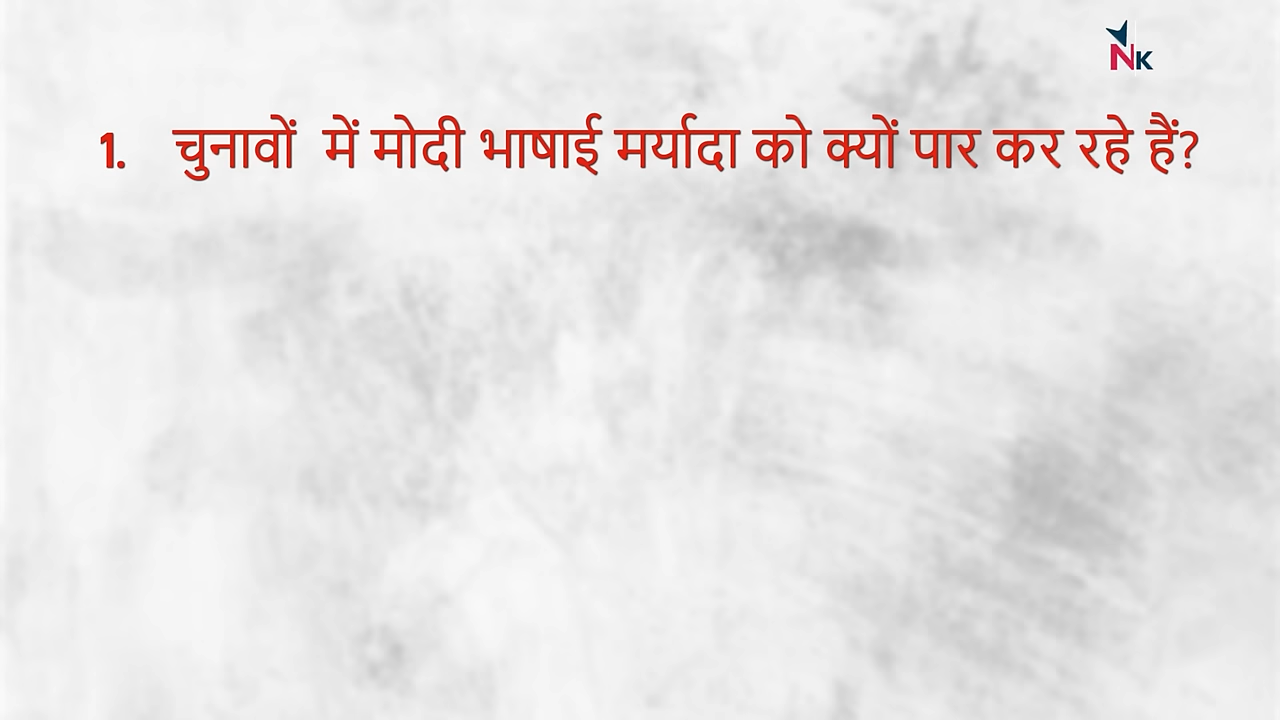 NK
1. चुनावों में मोदी भाषाई मर्यादा को क्यों पार कर रहे हैं?